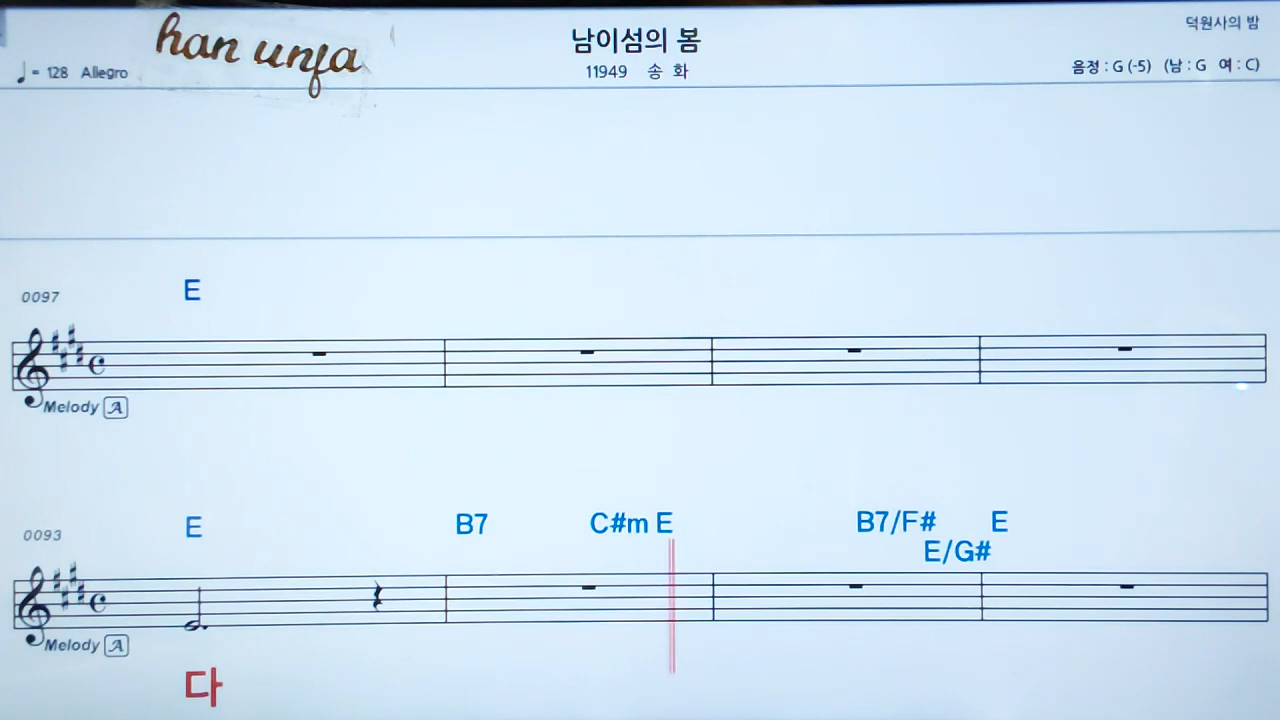 han unfa
남이섬의 봄
덕원사의 밤
♩= 128 Allegro
11949 송 화
음정 : G (-5) (남 : G 여 : C)
0097
E
Melody A
0093
E B7 C#m E B7/F# E
E/G#
Melody A
다